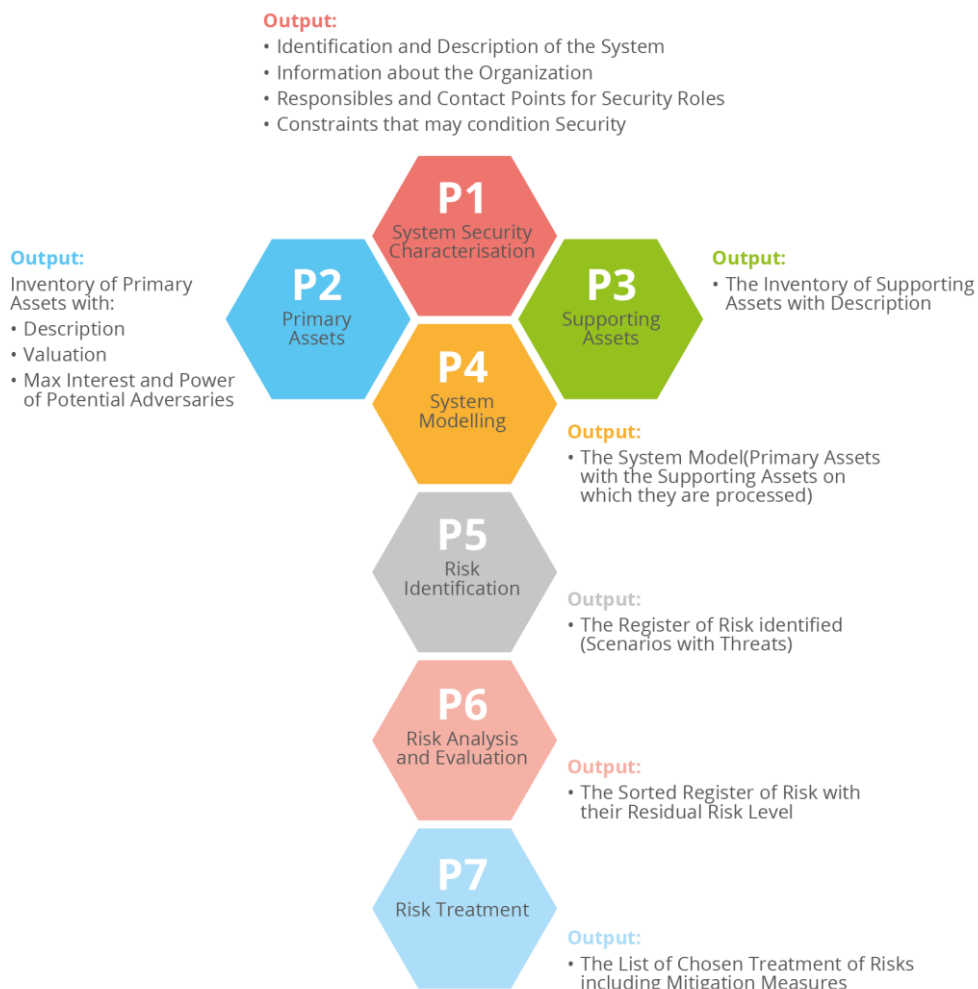 Output:
• Identification and Description of the System
• Information about the Organization
• Responsibles and Contact Points for Security Roles
• Constraints that may condition Security
P1
System Security
Characterisation
Output:
Inventory of Primary
Assets with:
• Description
• Valuation
• Max Interest and Power
of Potential Adversaries
P2
Primary
Assets
P3
Supporting
Assets
Output:
• The Inventory of Supporting
Assets with Description
P4
System
Modelling
Output:
• The System Model(Primary Assets
with the Supporting Assets on
which they are processed)
P5
Risk
Identification
Output:
• The Register of Risk identified
(Scenarios with Threats)
P6
Risk Analysis
and Evaluation
Output:
• The Sorted Register of Risk with
their Residual Risk Level
P7
Risk Treatment
Output:
• The List of Chosen Treatment of Risks
including Mitigation Measures